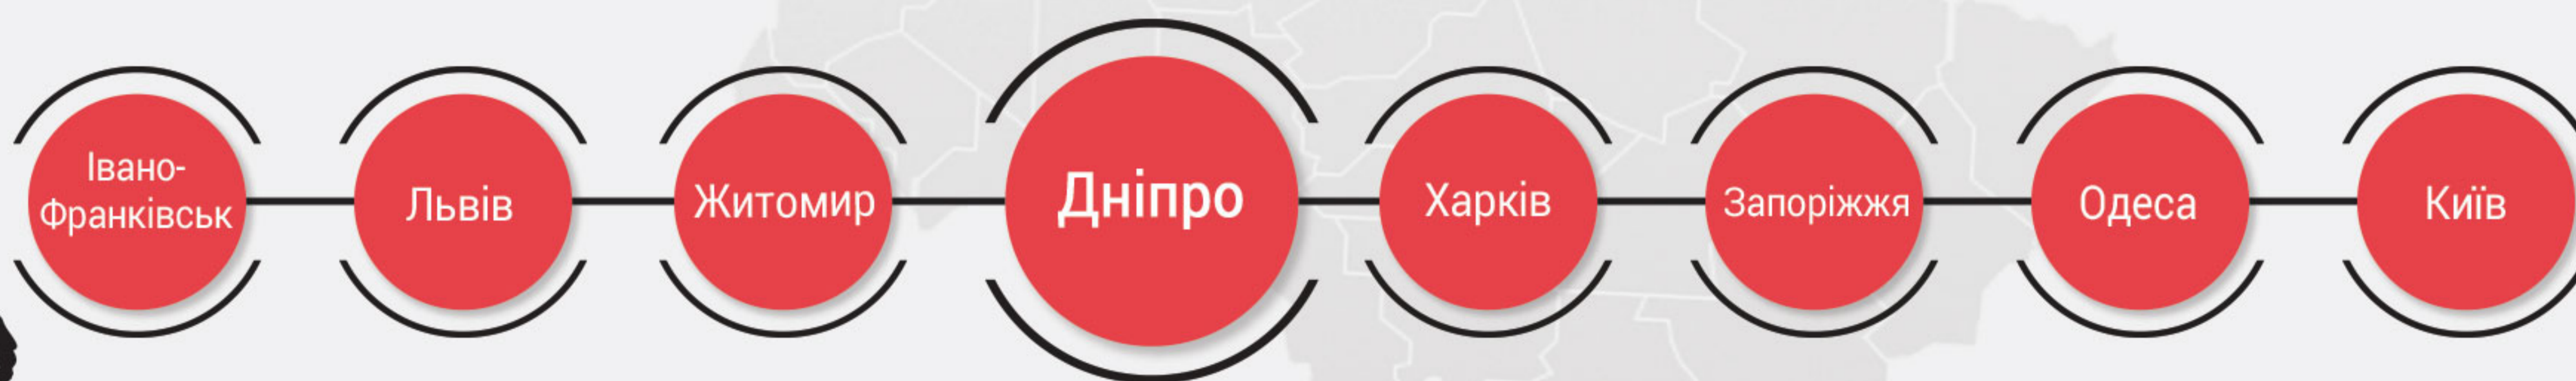 Івано-
Франківськ
Львів
Житомир
Дніпро
Харків
Запоріжжя
Одеса
Київ